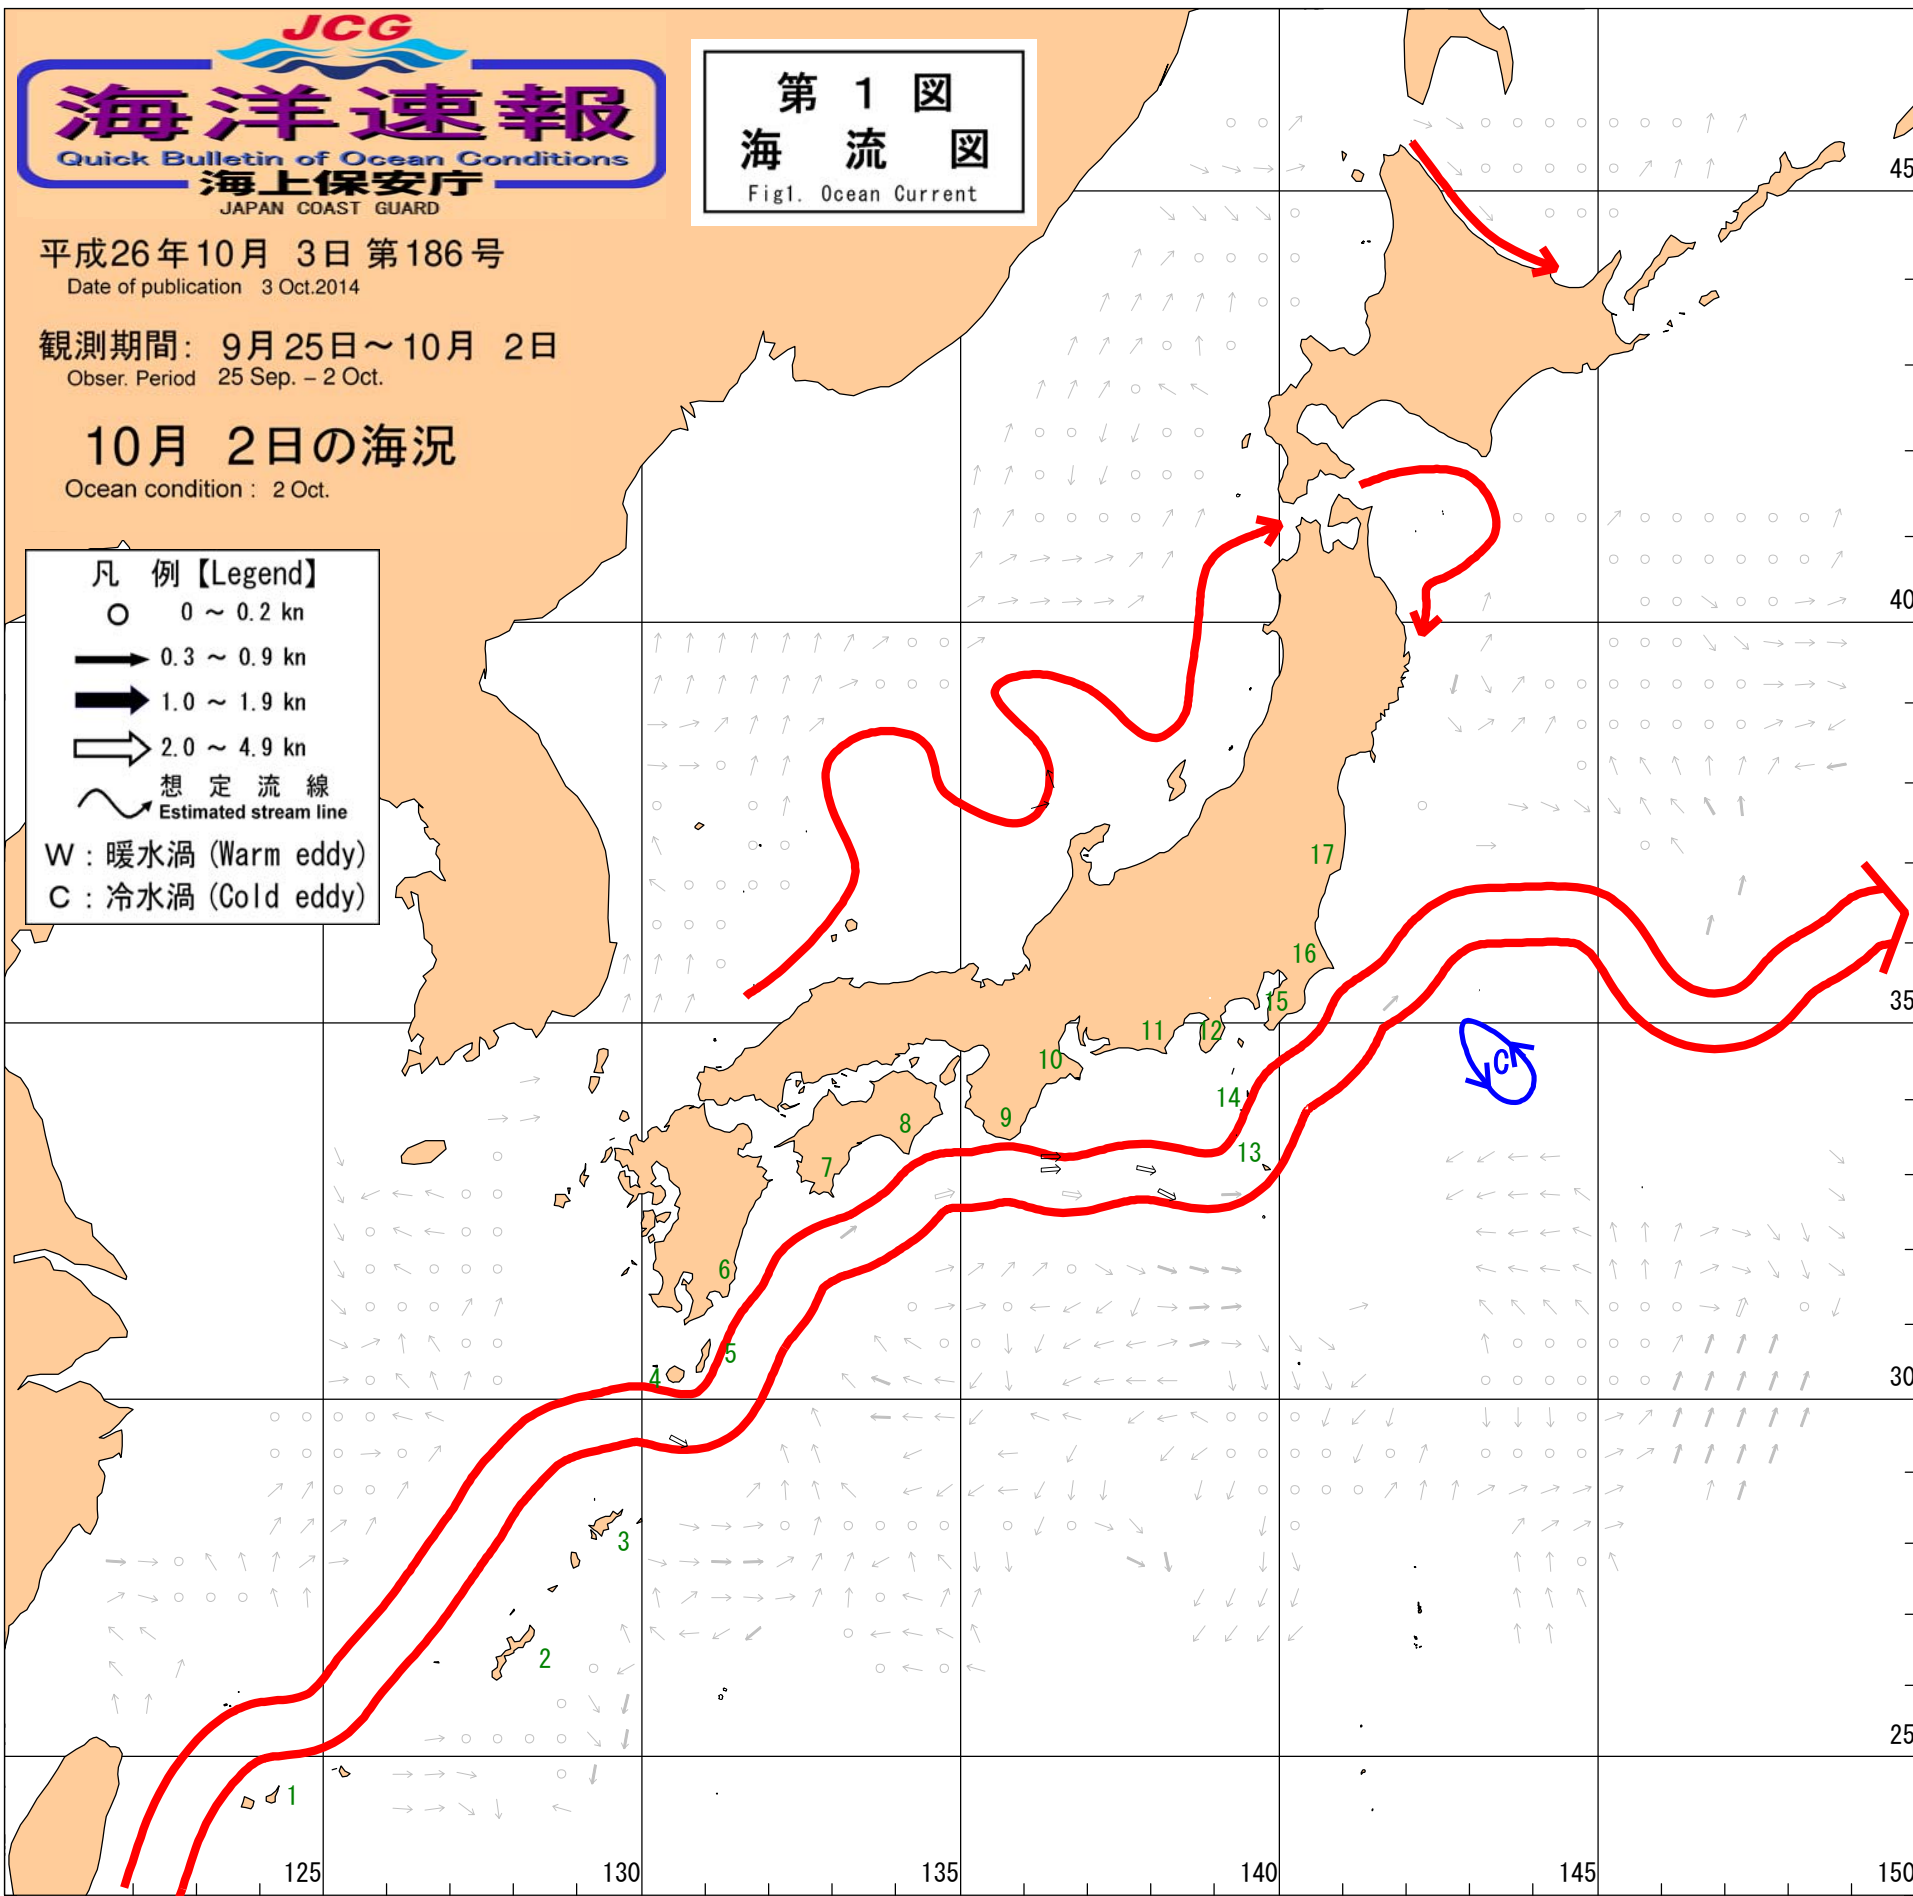 JCG
海洋速報
Quick Bulletin of Ocean Conditions
海上保安庁
JAPAN COAST GUARD
第 1 図
海 流 図
Fig1. Ocean Current
平成26年10月 3日 第186号
Date of publication 3 Oct.2014
観測期間: 9月25日～10月 2日
Obser. Period 25 Sep. – 2 Oct.
10月 2日の海況
Ocean condition : 2 Oct.
凡 例【Legend】
0 ～ 0.2 kn
0.3 ～ 0.9 kn
1.0 ～ 1.9 kn
2.0 ～ 4.9 kn
想 定 流 線
Estimated stream line
W : 暖水渦 (Warm eddy)
C : 冷水渦 (Cold eddy)
45
40
35
30
25
17
16
15
11
12
10
14
9
8
13
7
6
5
4
3
2
1
C
125
130
135
140
145
150